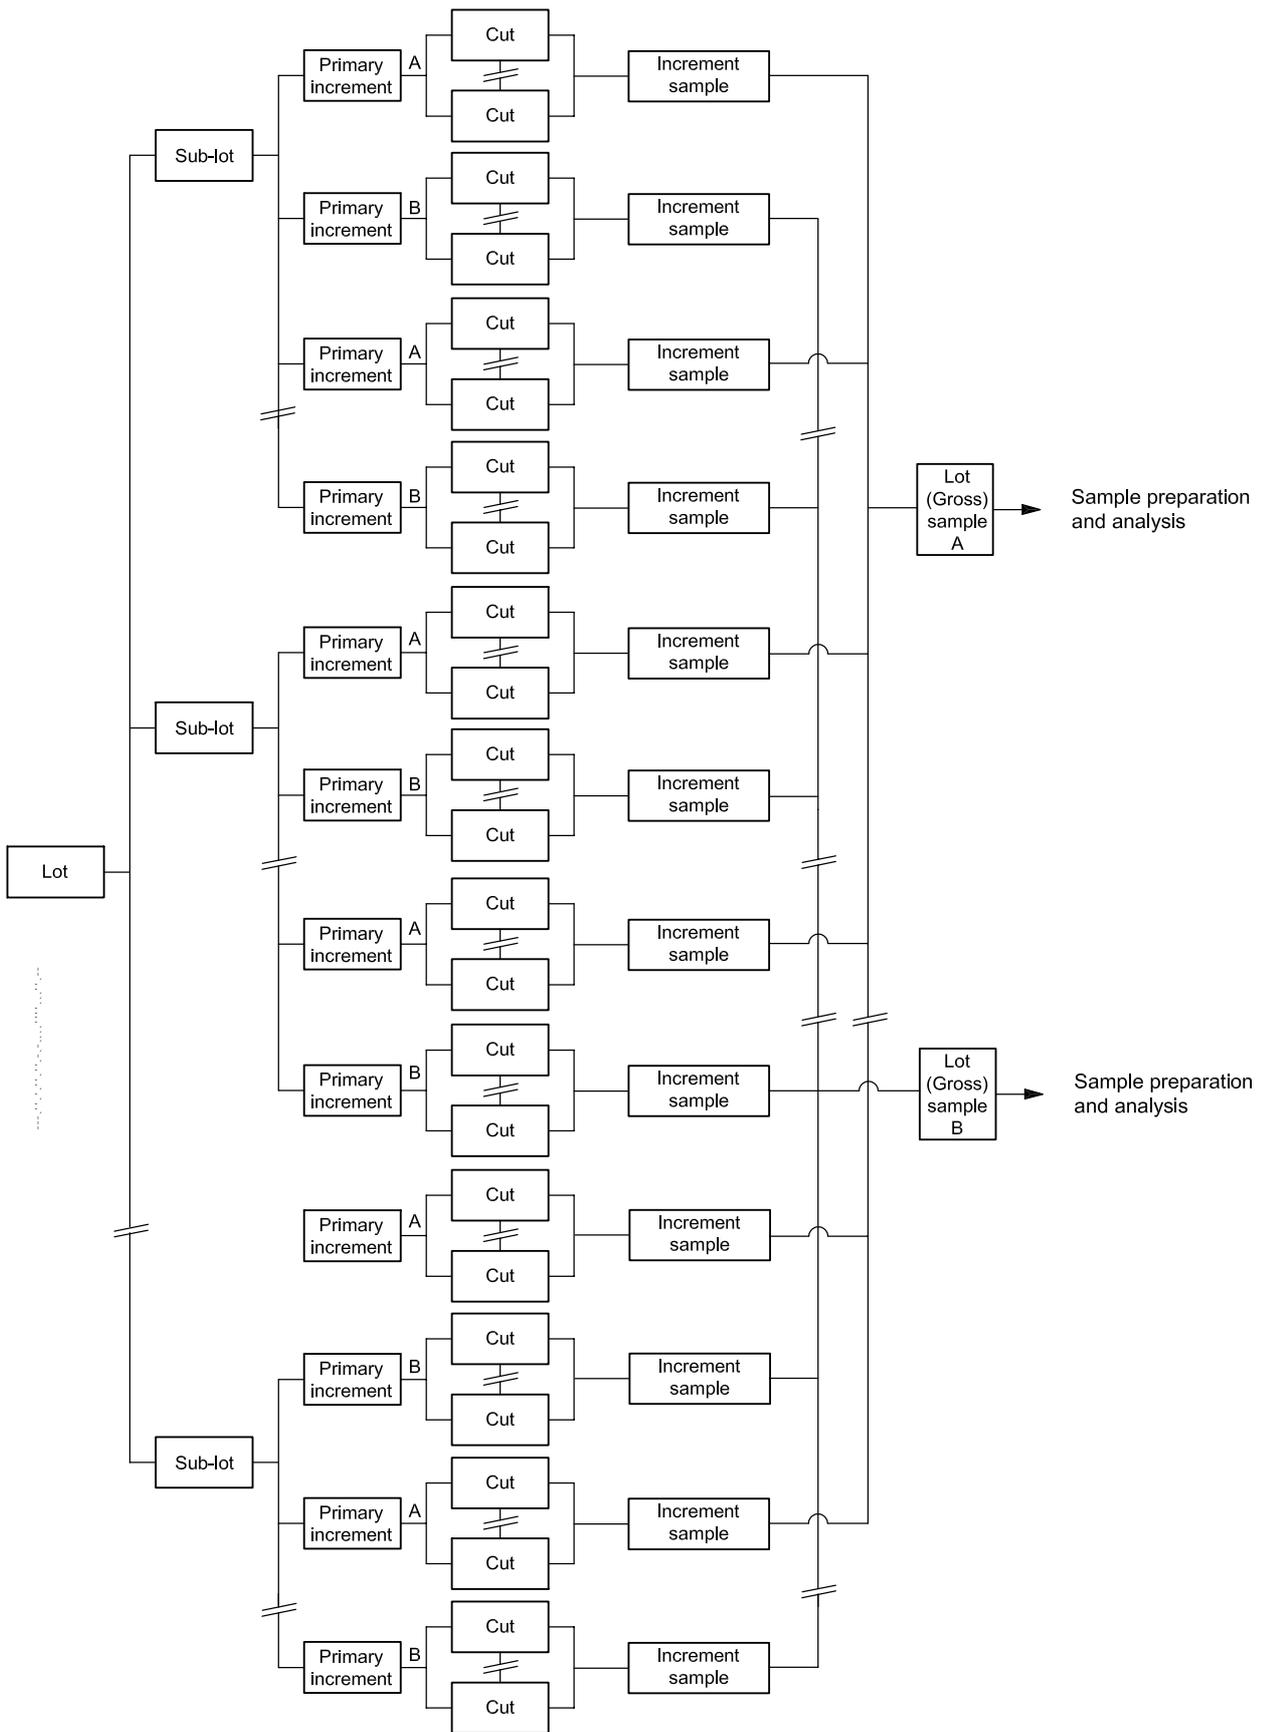 Cut
Primary
increment
A
Increment
sample
Cut
Sub-lot
Cut
Primary
increment
B
Increment
sample
Cut
Cut
Primary
increment
A
Increment
sample
Cut
Cut
Primary
increment
B
Increment
sample
Cut
Lot
(Gross)
sample
A
Sample preparation
and analysis
Cut
Primary
increment
A
Increment
sample
Cut
Sub-lot
Cut
Primary
increment
B
Increment
sample
Cut
Lot
Cut
Primary
increment
A
Increment
sample
Cut
Cut
Primary
increment
B
Increment
sample
Cut
Lot
(Gross)
sample
B
Sample preparation
and analysis
Cut
Primary
increment
A
Increment
sample
Cut
Cut
Primary
increment
B
Increment
sample
Cut
Sub-lot
Cut
Primary
increment
A
Increment
sample
Cut
Cut
Primary
increment
B
Increment
sample
Cut